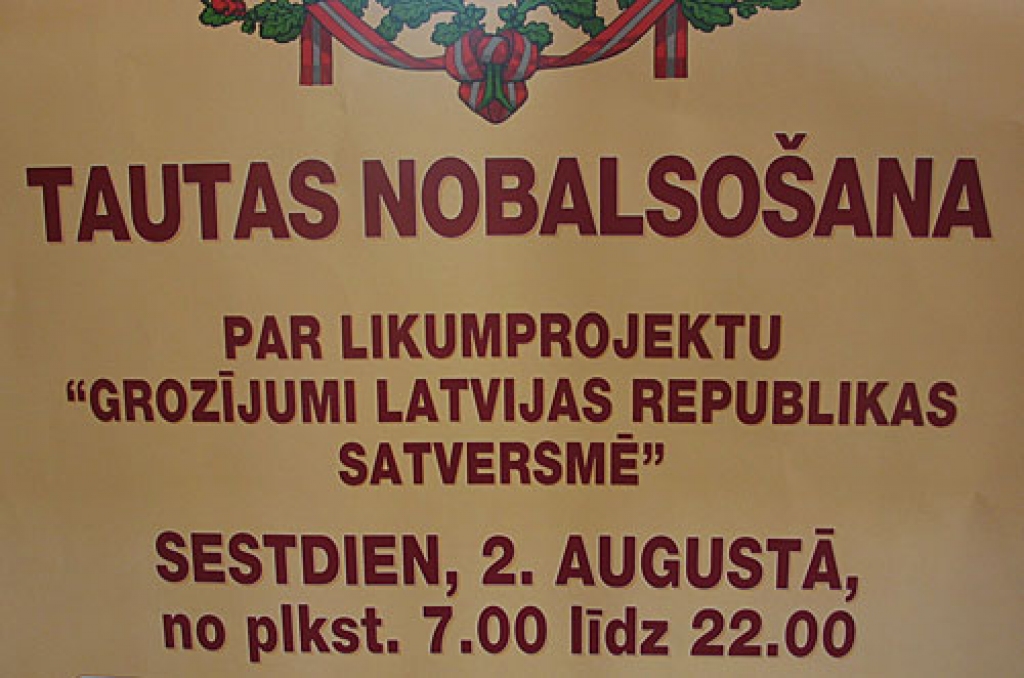 TAUTAS NOBALSOŠANA
PAR LIKUMPROJEKTU
“GROZĪJUMI LATVIJAS REPUBLIKAS
SATVERSMĒ”
SESTDIEN, 2. AUGUSTĀ,
no plkst. 7.00 līdz 22.00